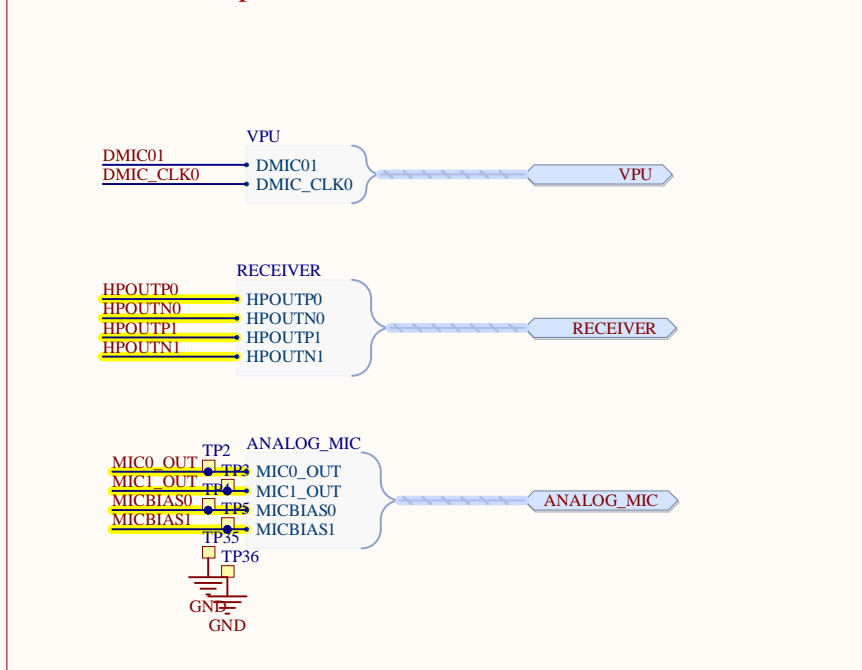 VPU
DMIC01
DMIC_CLK0
DMIC01
DMIC_CLK0
VPU
RECEIVER
HPOUTP0
HPOUTN0
HPOUTP1
HPOUTN1
HPOUTP0
HPOUTN0
HPOUTP1
HPOUTN1
RECEIVER
TP2
ANALOG_MIC
MIC0_OUT
TP3
MIC1_OUT
TP4
MICBIAS0
TP5
MICBIAS1
MIC0_OUT
MIC1_OUT
MICBIAS0
MICBIAS1
ANALOG_MIC
TP35
TP36
GND
GND